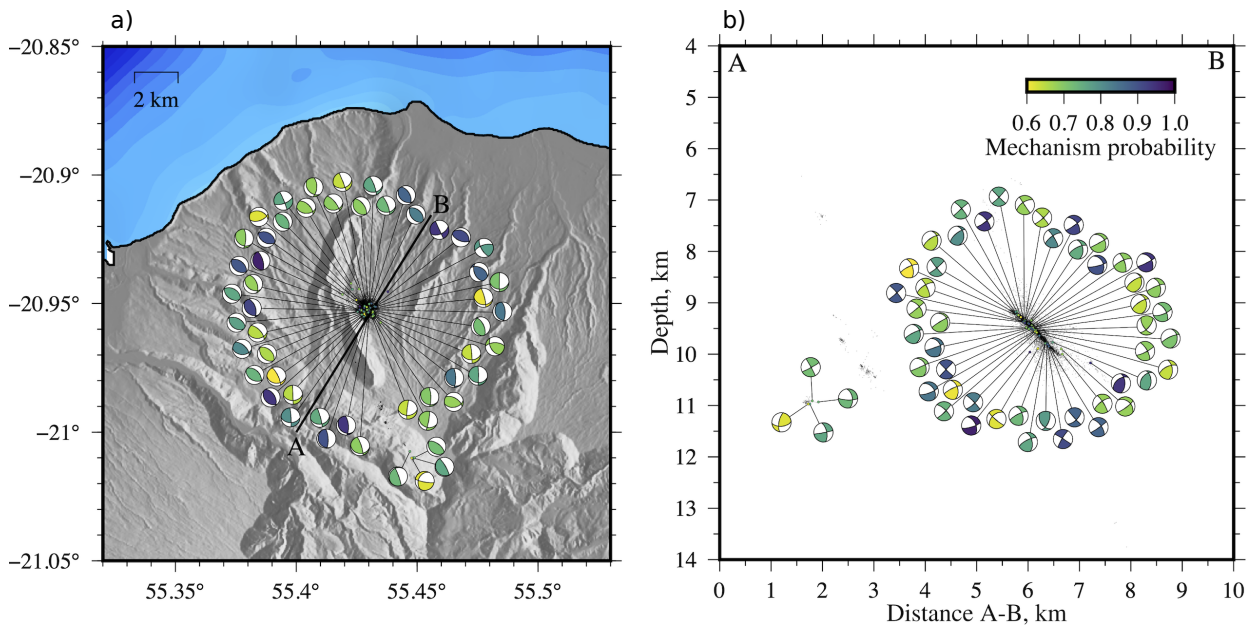 a)
−20.85°
−20.9°
−20.95°
−21°
−21.05°
55.35°
55.4°
55.45°
55.5°
2 km
B
A
b)
A
B
4
5
6
7
8
9
10
11
12
13
14
Depth, km
0.6 0.7 0.8 0.9 1.0
Mechanism probability
0 1 2 3 4 5 6 7 8 9 10
Distance A-B, km